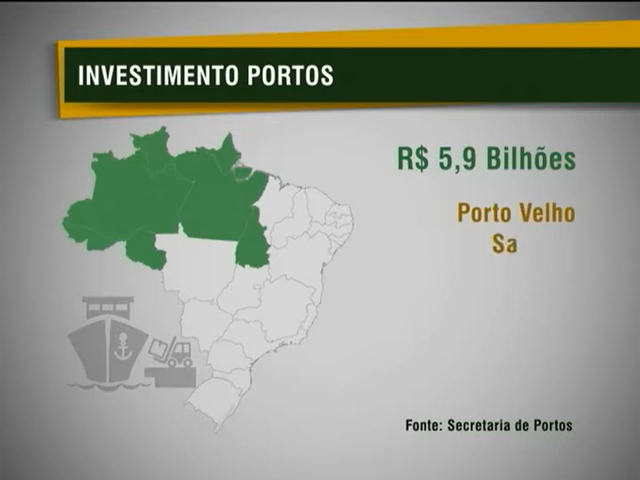 INVESTIMENTO PORTOS
R$ 5,9 Bilhões
Porto Velho
Sa
Fonte: Secretaria de Portos